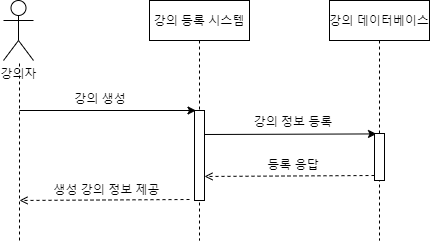 강의 등록 시스템
강의 데이터베이스
강의자
강의 생성
강의 정보 등록
등록 응답
생성 강의 정보 제공